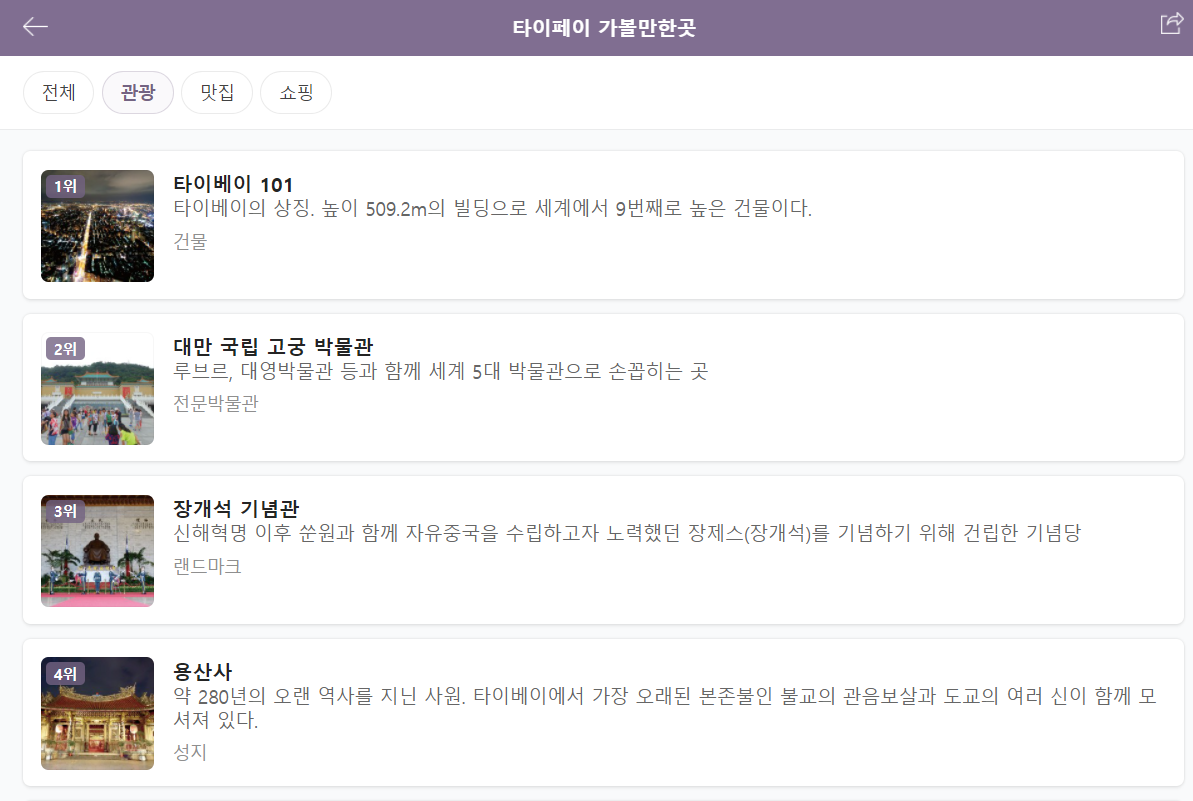 타이페이 가볼만한곳
전체
관광
맛집
쇼핑
1위
타이베이 101
타이베이의 상징. 높이 509.2m의 빌딩으로 세계에서 9번째로 높은 건물이다.
건물
2위
대만 국립 고궁 박물관
루브르, 대영박물관 등과 함께 세계 5대 박물관으로 손꼽히는 곳
전문박물관
3위
장개석 기념관
신해혁명 이후 쑨원과 함께 자유중국을 수립하고자 노력했던 장제스(장개석)를 기념하기 위해 건립한 기념당
랜드마크
4위
용산사
약 280년의 오랜 역사를 지닌 사원. 타이베이에서 가장 오래된 본존불인 불교의 관음보살과 도교의 여러 신이 함께 모
셔져 있다.
성지